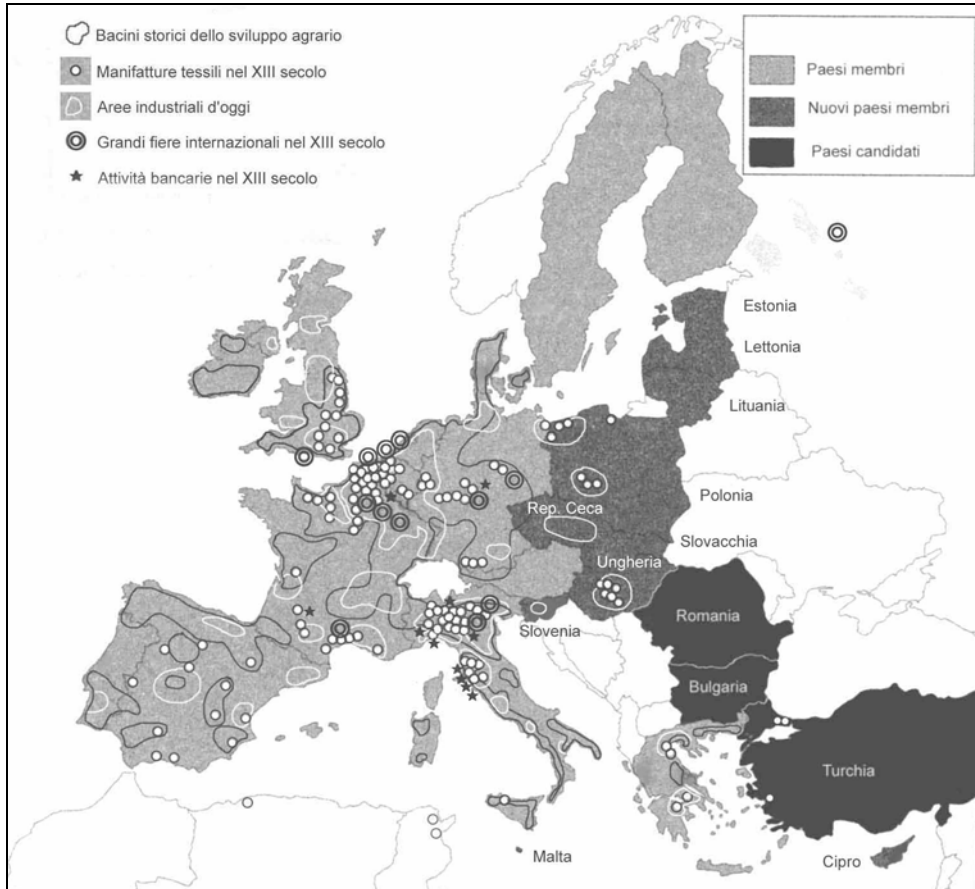 Bacini storici dello sviluppo agrario
Manifatture tessili nel XIII secolo
Aree industriali d'oggi
Grandi fiere internazionali nel XIII secolo
Attività bancarie nel XIII secolo
Paesi membri
Nuovi paesi membri
Paesi candidati
Estonia
Lettonia
Lituania
Polonia
Rep. Ceca
Slovacchia
Ungheria
Slovenia
Romania
Bulgaria
Turchia
Malta
Cipro